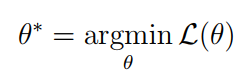 θ* = argmin ℒ(θ)
θ